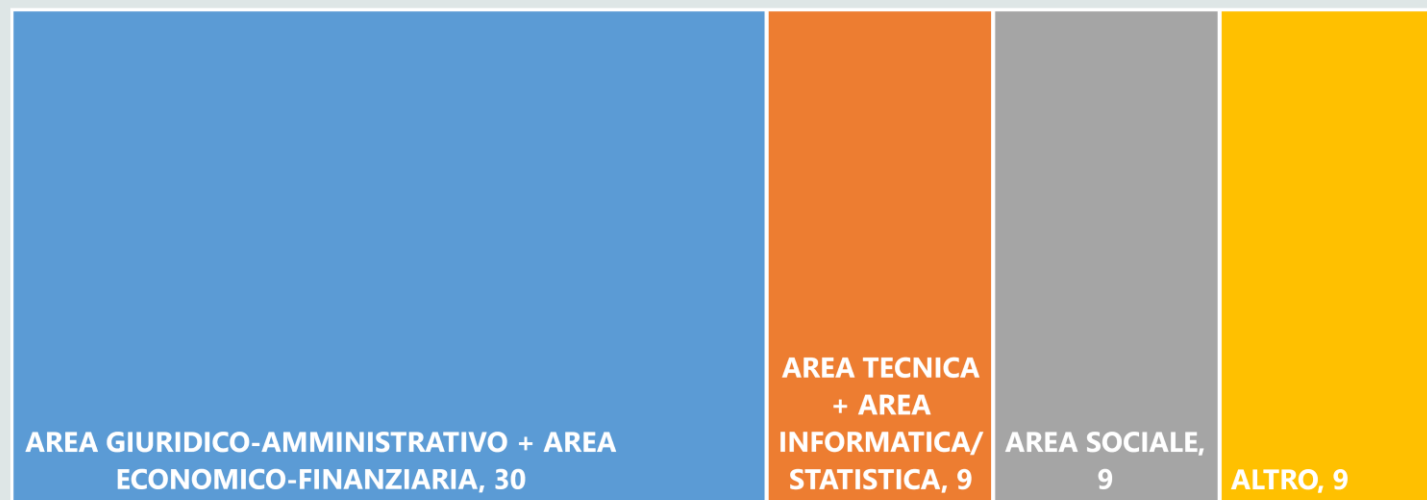 AREA GIURIDICO-AMMINISTRATIVO + AREA
ECONOMICO-FINANZIARIA, 30
AREA TECNICA
+ AREA
INFORMATICA/
STATISTICA, 9
AREA SOCIALE,
9
ALTRO, 9